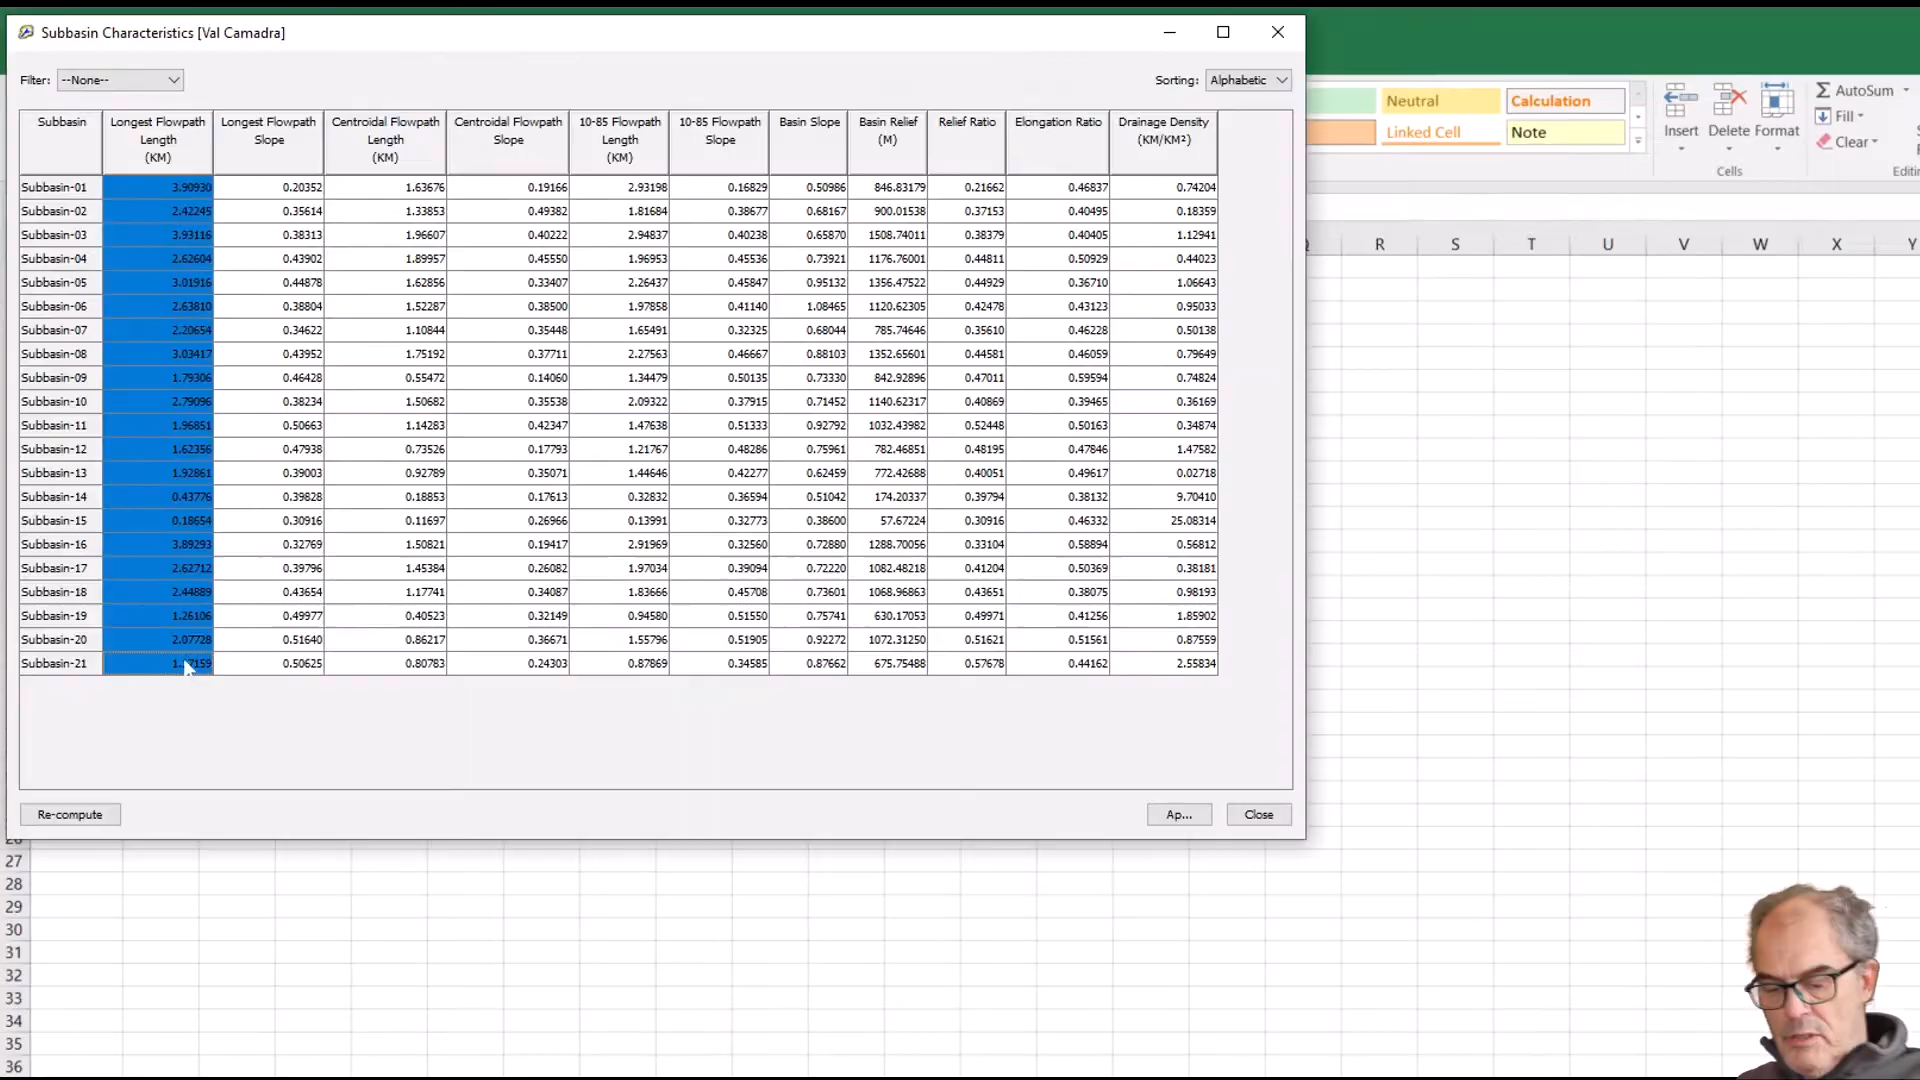 Subbasin Characteristics [Val Camadra]
Filter: --None-- Sorting: Alphabetic
Subbasin Longest Flowpath Length (KM) Longest Flowpath Slope Centroidal Flowpath Length (KM) Centroidal Flowpath Slope 10-85 Flowpath Length (KM) 10-85 Flowpath Slope Basin Slope Basin Relief (M) Relief Ratio Elongation Ratio Drainage Density (KM/KM²)
Subbasin-01 3.90930 0.20352 1.63676 0.19166 2.93198 0.16829 0.50986 846.83179 0.21662 0.46837 0.74204
Subbasin-02 2.42245 0.35614 1.33853 0.49382 1.81684 0.38677 0.68167 900.01538 0.37153 0.40495 0.18359
Subbasin-03 3.93116 0.38313 1.96607 0.40222 2.94837 0.40238 0.65870 1508.74011 0.38379 0.40405 1.12941
Subbasin-04 2.62604 0.43902 1.89957 0.45550 1.96953 0.45536 0.73921 1176.76001 0.44811 0.50929 0.44023
Subbasin-05 3.01916 0.44878 1.62856 0.33407 2.26437 0.45847 0.95132 1356.47522 0.44929 0.36710 1.06643
Subbasin-06 2.63810 0.38804 1.52287 0.38500 1.97858 0.41140 1.08465 1120.62305 0.42478 0.43123 0.95033
Subbasin-07 2.20654 0.34622 1.10844 0.35448 1.65491 0.32325 0.68044 785.74646 0.35610 0.46228 0.50138
Subbasin-08 3.03417 0.43952 1.75192 0.37711 2.27563 0.46667 0.88103 1352.65601 0.44581 0.46059 0.79649
Subbasin-09 1.79306 0.46428 0.55472 0.14060 1.34479 0.50135 0.73330 842.92896 0.47011 0.59594 0.74824
Subbasin-10 2.79096 0.38234 1.50682 0.35538 2.09322 0.37915 0.71452 1140.62317 0.40869 0.39465 0.36169
Subbasin-11 1.96851 0.50663 1.14283 0.42347 1.47638 0.51333 0.92792 1032.43982 0.52448 0.50163 0.34874
Subbasin-12 1.62356 0.47938 0.73526 0.17793 1.21767 0.48286 0.75961 782.46851 0.48195 0.47846 1.47582
Subbasin-13 1.92861 0.39003 0.92789 0.35071 1.44646 0.42277 0.62459 772.42688 0.40051 0.49617 0.02718
Subbasin-14 0.43776 0.39828 0.18853 0.17613 0.32832 0.36594 0.51042 174.20337 0.39794 0.38132 9.70410
Subbasin-15 0.18654 0.30916 0.11697 0.26966 0.13991 0.32773 0.38600 57.67224 0.30916 0.46332 25.08314
Subbasin-16 3.89293 0.32769 1.50821 0.19417 2.91969 0.32560 0.72880 1288.70056 0.33104 0.58894 0.56812
Subbasin-17 2.62712 0.39796 1.45384 0.26082 1.97034 0.39094 0.72220 1082.48218 0.41204 0.50369 0.38181
Subbasin-18 2.44889 0.43654 1.17741 0.34087 1.83666 0.45708 0.73601 1068.96863 0.43651 0.38075 0.98193
Subbasin-19 1.26106 0.49977 0.40523 0.32149 0.94580 0.51550 0.75741 630.17053 0.49971 0.41256 1.85902
Subbasin-20 2.07728 0.51640 0.86217 0.36671 1.55796 0.51905 0.92272 1072.31250 0.51621 0.51561 0.87559
Subbasin-21 0.50625 0.80783 0.24303 0.87869 0.34585 0.87662 675.75488 0.57678 0.44162 2.55834
Re-compute Ap... Close
Neutral Calculation
Linked Cell Note
Insert Delete Format
Cells
AutoSum
Fill
Clear
R S T U V W X Y
27
28
29
30
31
32
33
34
35
36